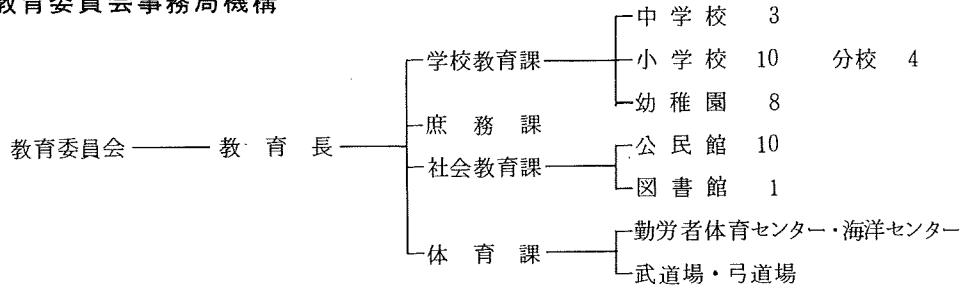 教育委員会事務局機構
中学校 3
学校教育課 小学校 10 分校 4
幼稚園 8
庶務課
教育委員会 教育長 公民館 10
社会教育課
図書館 1
勤労者体育センター・海洋センター
体育課
武道場・弓道場